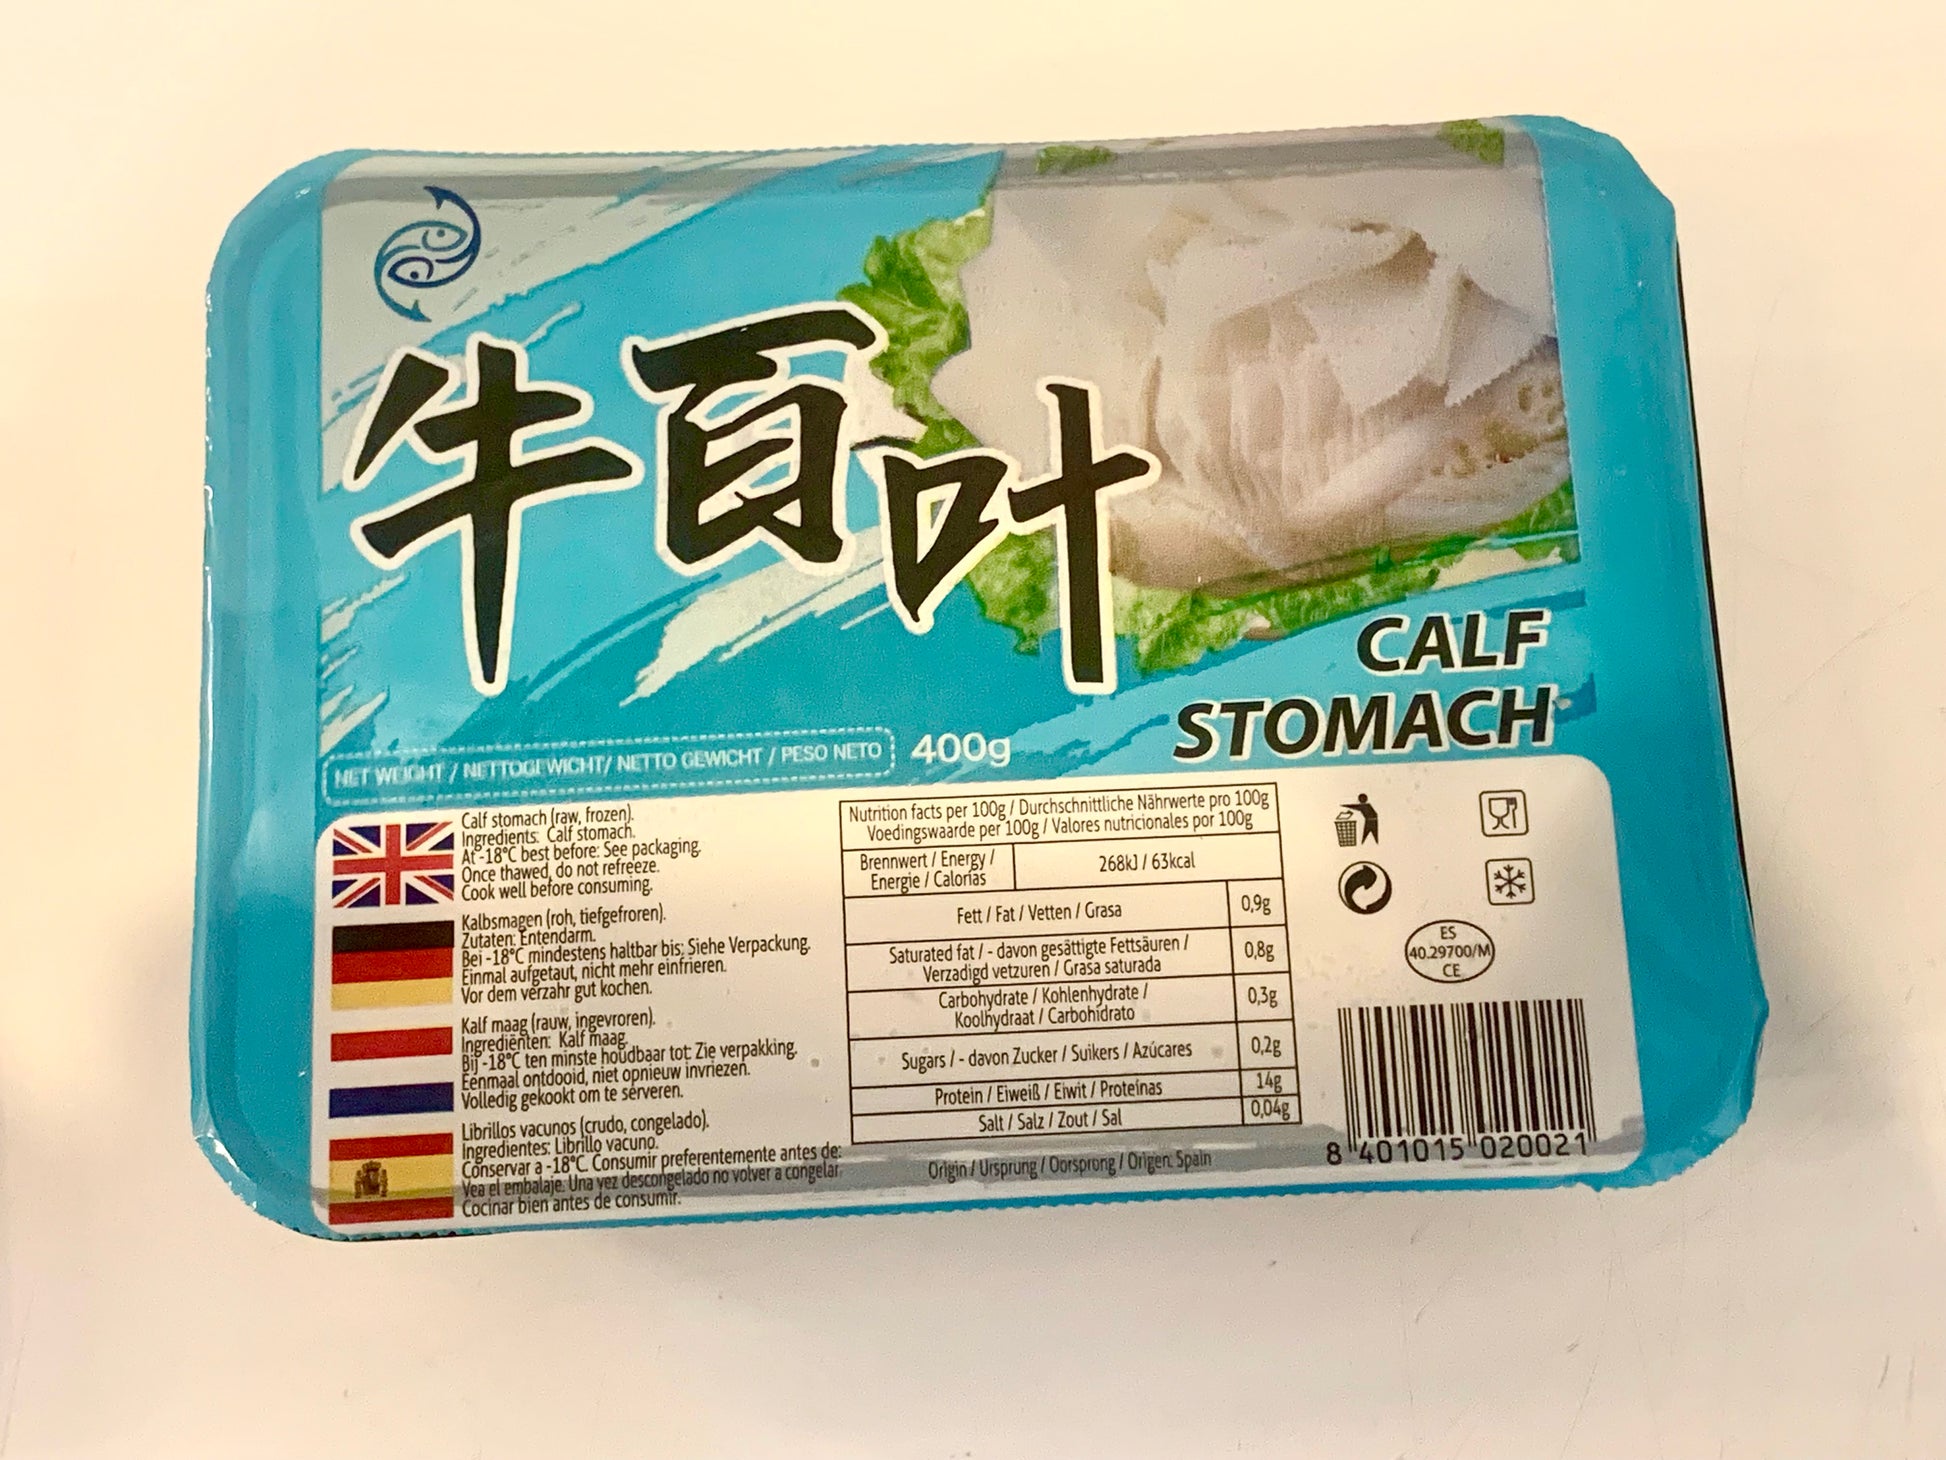 牛百叶
CALF
STOMACH
NET WEIGHT / NETTOGEWICHT/ NETTO GEWICHT / PESO NETO 400g
Calf stomach (raw, frozen).
Ingredients: Calf stomach.
At -18°C best before: See packaging.
Once thawed, do not refreeze.
Cook well before consuming.
Kalbsmagen (roh, tiefgefroren).
Zutaten: Entendarm.
Bei -18°C mindestens haltbar bis: Siehe Verpackung.
Einmal aufgetaut, nicht mehr einfrieren.
Vor dem verzahr gut kochen.
Kalf maag (rauw, ingevroren).
Ingrediënten: Kalf maag.
Bij -18°C ten minste houdbaar tot: Zie verpakking.
Eenmaal ontdooid, niet opnieuw invriezen.
Volledig gekookt om te serveren.
Librillos vacunos (crudo, congelado).
Ingredientes: Librillo vacuno.
Conservar a -18°C. Consumir preferentemente antes de:
Vea el embalaje. Una vez descongelado no volver a congelar.
Cocinar bien antes de consumir.
Nutrition facts per 100g / Durchschnittliche Nährwerte pro 100g
Voedingswaarde per 100g / Valores nutricionales por 100g
Brennwert / Energy /
Energie / Calorías
268kJ / 63kcal
Fett / Fat / Vetten / Grasa 0,9g
Saturated fat / - davon gesättigte Fettsäuren /
Verzadigd vetzuren / Grasa saturada
0,8g
Carbohydrate / Kohlenhydrate /
Koolhydraat / Carbohidrato
0,3g
Sugars / - davon Zucker / Suikers / Azúcares 0,2g
Protein / Eiweiß / Eiwit / Proteínas 14g
Salt / Salz / Zout / Sal 0,04g
Origin / Ursprung / Oorsprong / Origen: Spain
ES
40.29700/M
CE
8 401015 020021